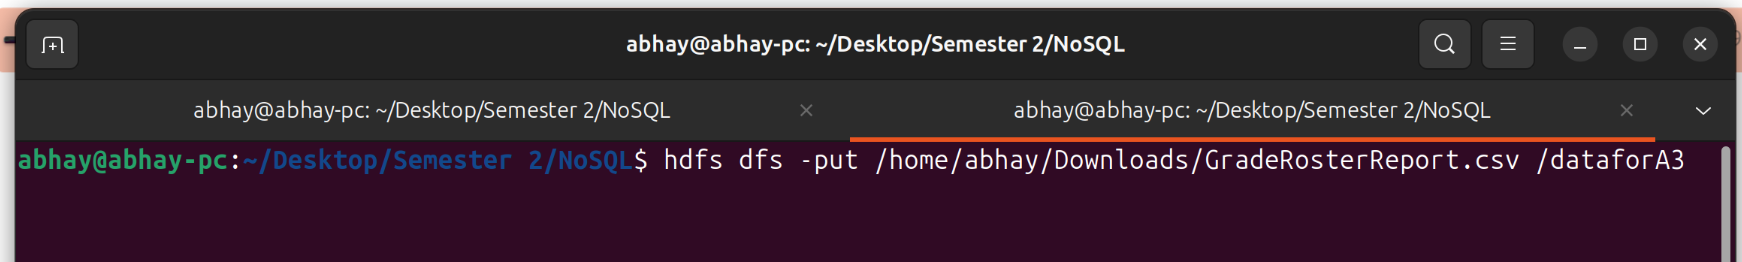 abhay@abhay-pc: ~/Desktop/Semester 2/NoSQL
abhay@abhay-pc: ~/Desktop/Semester 2/NoSQL
abhay@abhay-pc: ~/Desktop/Semester 2/NoSQL
abhay@abhay-pc:~/Desktop/Semester 2/NoSQL$ hdfs dfs -put /home/abhay/Downloads/GradeRosterReport.csv /dataforA3